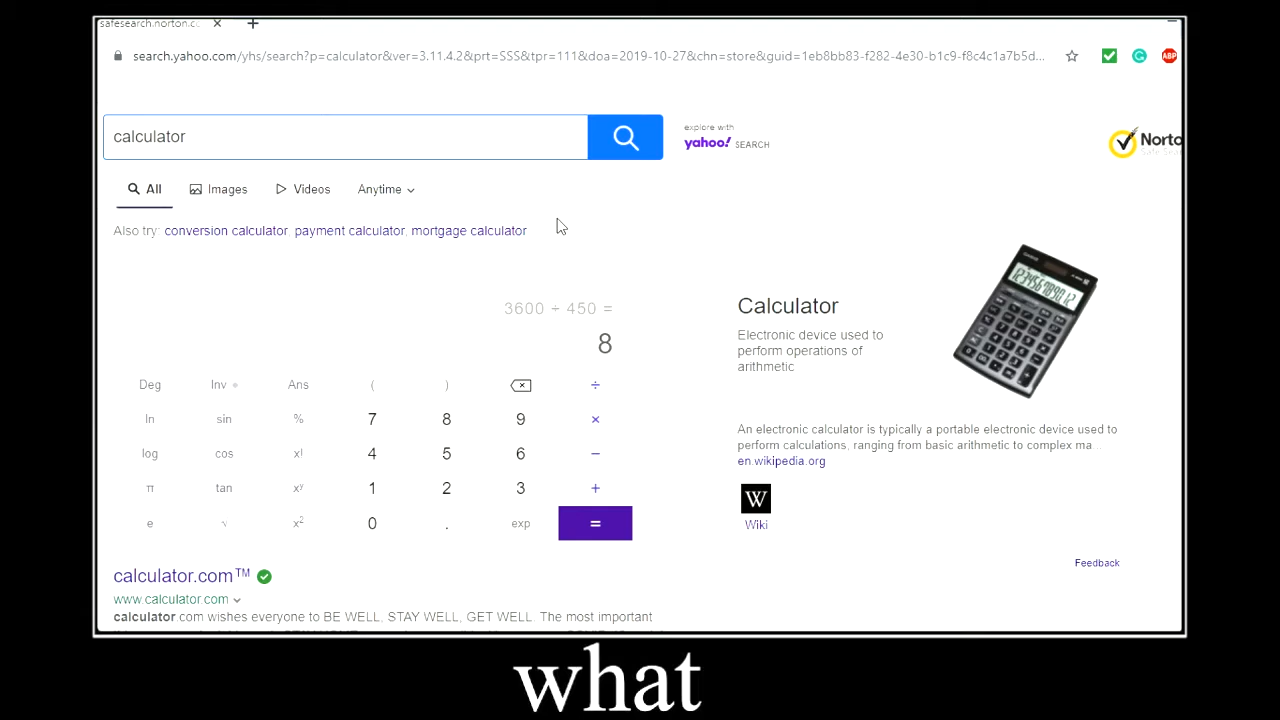 safesearch.norton.c
search.yahoo.com/yhs/search?p=calculator&ver=3.11.4.2&prt=SSS&tpr=111&doa=2019-10-27&chn=store&guid=1eb8bb83-f282-4e30-b1c9-f8c4c1a7b5d...
ABP
calculator
explore with
yahoo! SEARCH
Norto
All Images Videos Anytime
Also try: conversion calculator, payment calculator, mortgage calculator
3600 ÷ 450 =
8
Deg Inv Ans ( ) ÷
ln sin % 7 8 9 ×
log cos x! 4 5 6 −
π tan xʸ 1 2 3 +
e √ x² 0 . exp =
Calculator
Electronic device used to
perform operations of
arithmetic
An electronic calculator is typically a portable electronic device used to
perform calculations, ranging from basic arithmetic to complex ma...
en.wikipedia.org
W
Wiki
Feedback
calculator.com™
www.calculator.com
calculator.com wishes everyone to BE WELL, STAY WELL, GET WELL. The most important
what